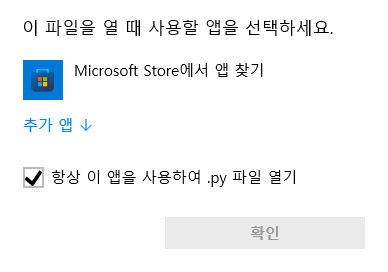 이 파일을 열 때 사용할 앱을 선택하세요.
Microsoft Store에서 앱 찾기
추가 앱 ↓
항상 이 앱을 사용하여 .py 파일 열기
확인